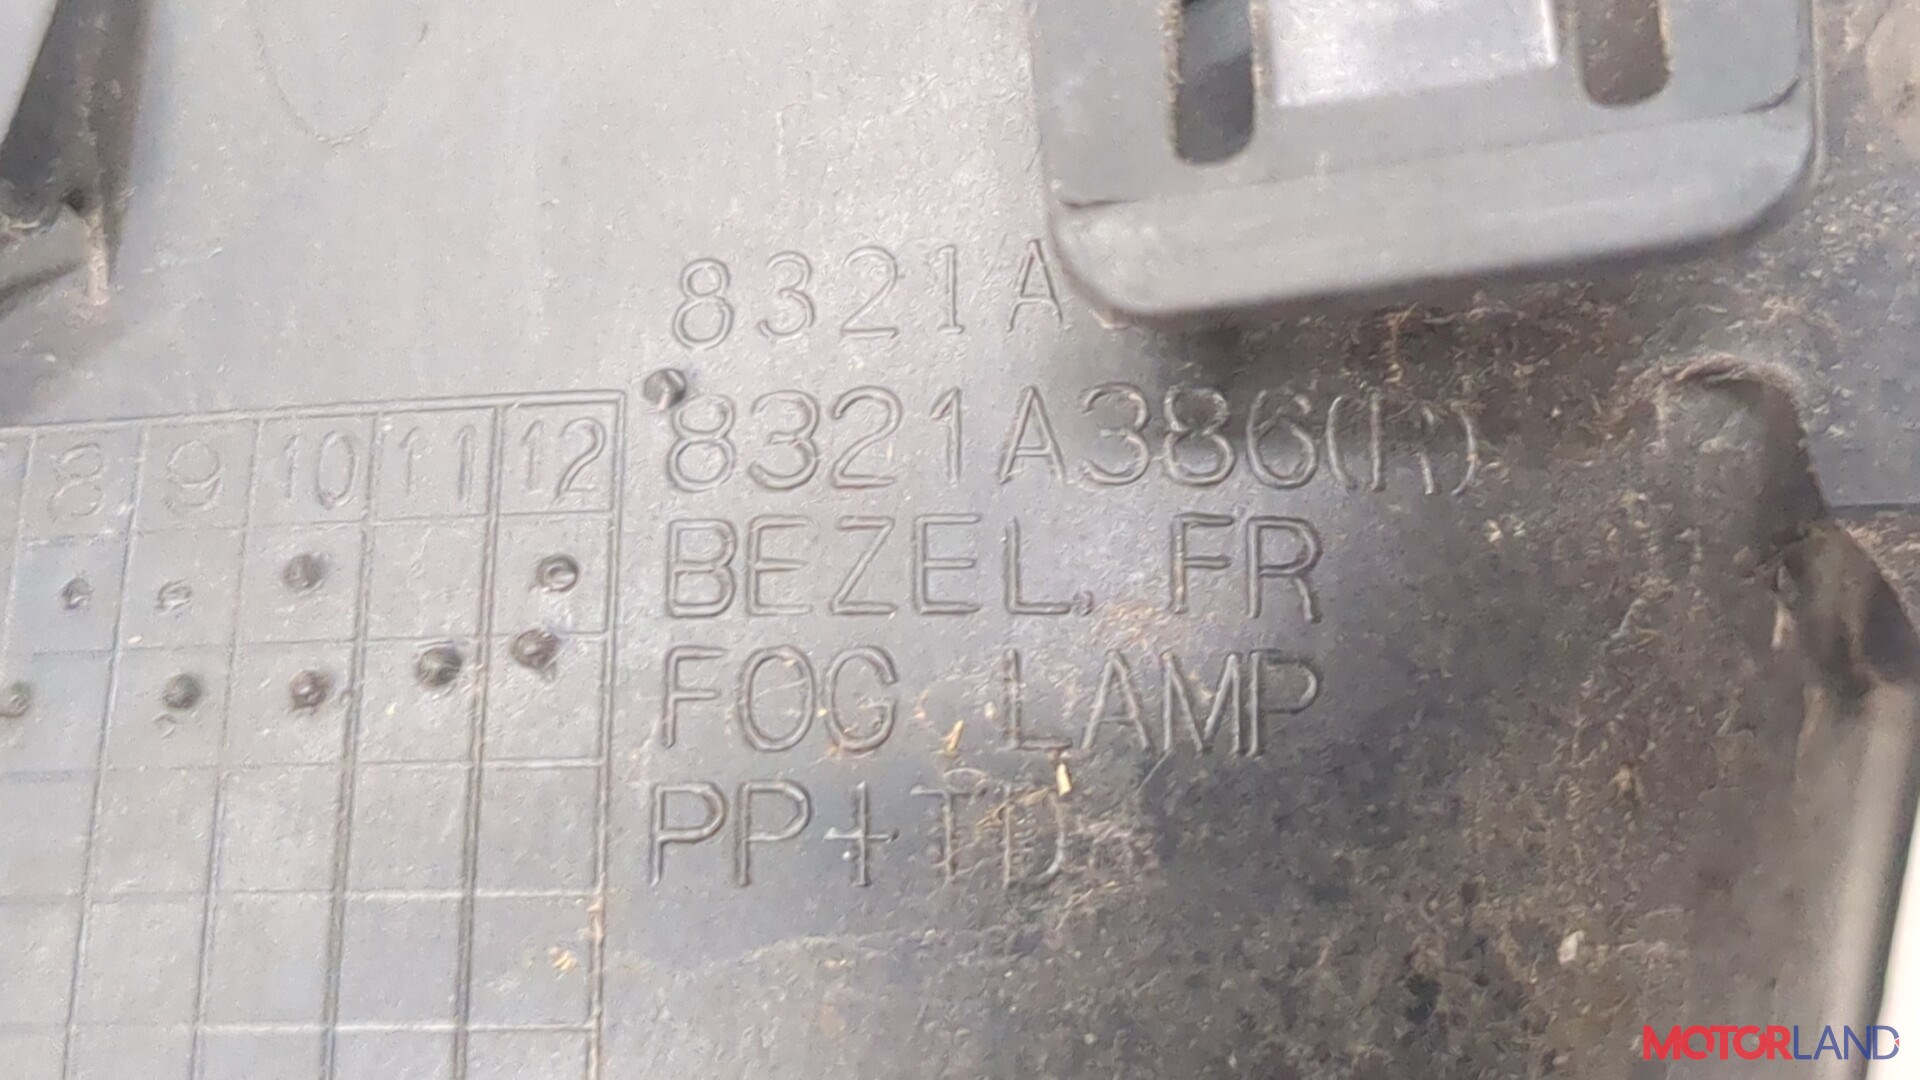 8321A
8321A386(R)
BEZEL, FR
FOG LAMP
PP+TD
8 9 10 11 12
MOTORLAND